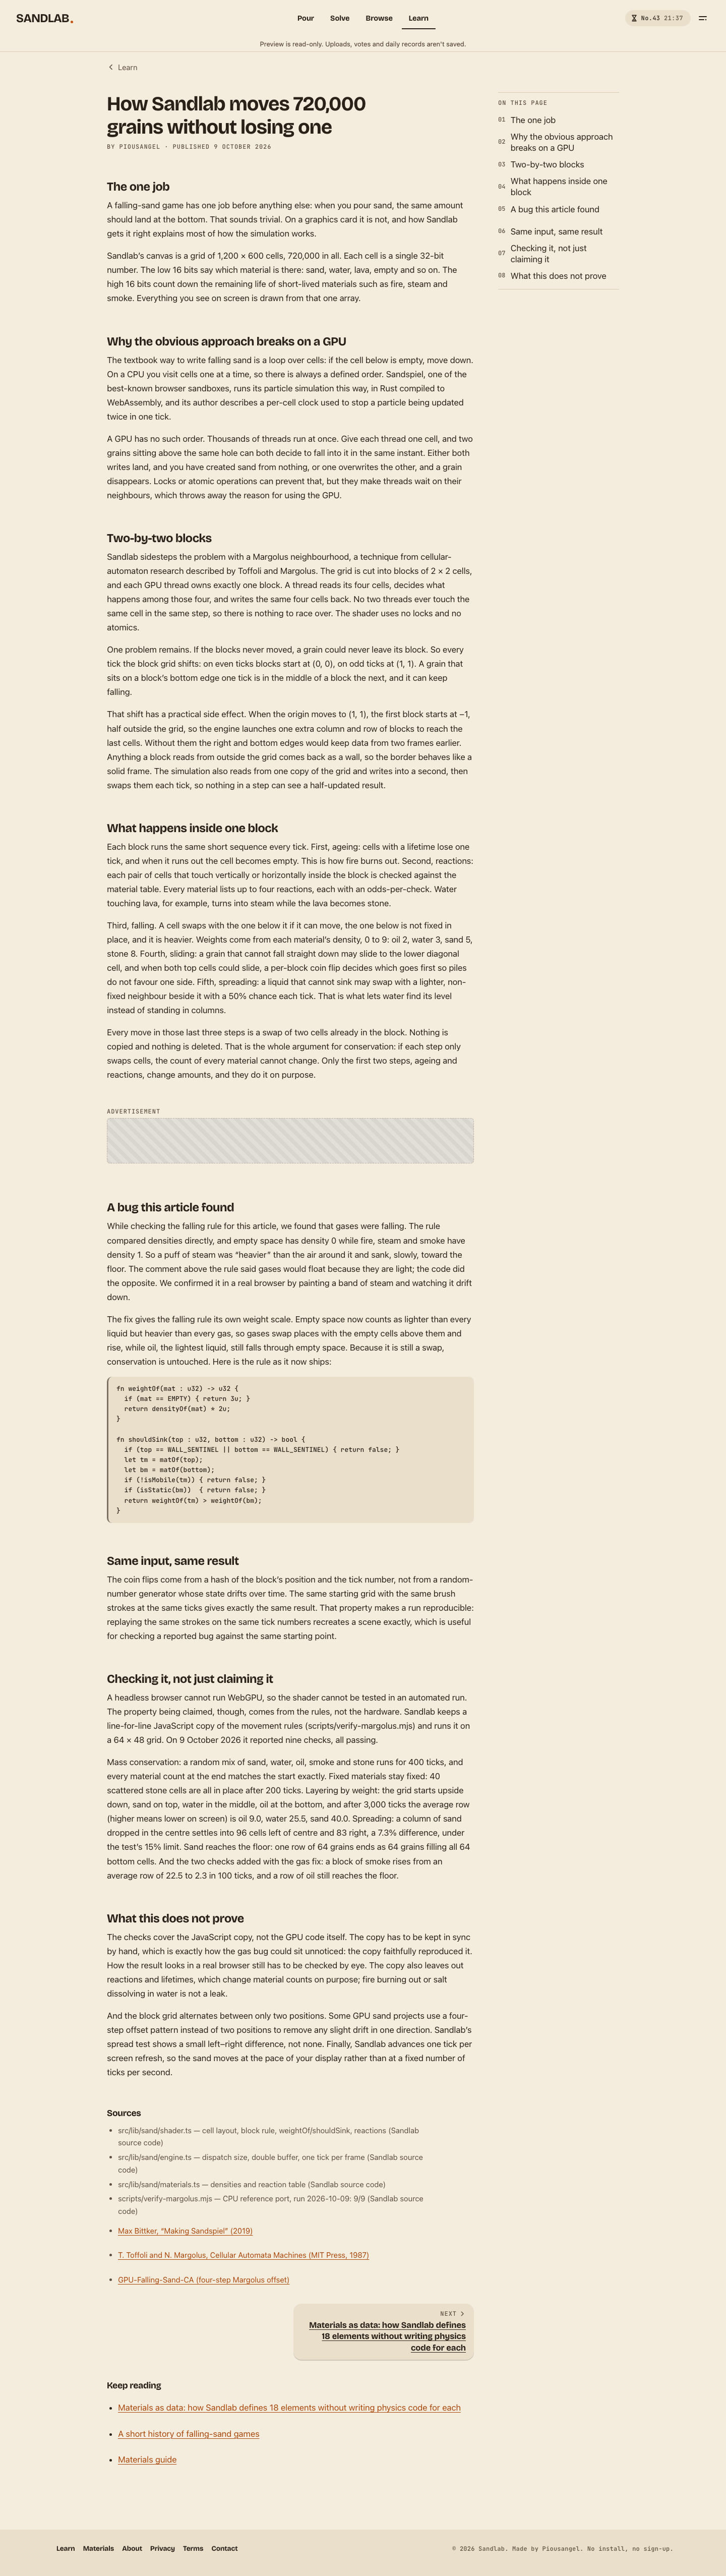 SANDLAB.
Pour Solve Browse Learn
No.43 21:37
Preview is read-only. Uploads, votes and daily records aren't saved.
Learn
How Sandlab moves 720,000
grains without losing one
BY PIOUSANGEL · PUBLISHED 9 OCTOBER 2026
ON THIS PAGE
01 The one job
02 Why the obvious approach
breaks on a GPU
03 Two-by-two blocks
04 What happens inside one
block
05 A bug this article found
06 Same input, same result
07 Checking it, not just
claiming it
08 What this does not prove
The one job
A falling-sand game has one job before anything else: when you pour sand, the same amount
should land at the bottom. That sounds trivial. On a graphics card it is not, and how Sandlab
gets it right explains most of how the simulation works.
Sandlab's canvas is a grid of 1,200 × 600 cells, 720,000 in all. Each cell is a single 32-bit
number. The low 16 bits say which material is there: sand, water, lava, empty and so on. The
high 16 bits count down the remaining life of short-lived materials such as fire, steam and
smoke. Everything you see on screen is drawn from that one array.
Why the obvious approach breaks on a GPU
The textbook way to write falling sand is a loop over cells: if the cell below is empty, move down.
On a CPU you visit cells one at a time, so there is always a defined order. Sandspiel, one of the
best-known browser sandboxes, runs its particle simulation this way, in Rust compiled to
WebAssembly, and its author describes a per-cell clock used to stop a particle being updated
twice in one tick.
A GPU has no such order. Thousands of threads run at once. Give each thread one cell, and two
grains sitting above the same hole can both decide to fall into it in the same instant. Either both
writes land, and you have created sand from nothing, or one overwrites the other, and a grain
disappears. Locks or atomic operations can prevent that, but they make threads wait on their
neighbours, which throws away the reason for using the GPU.
Two-by-two blocks
Sandlab sidesteps the problem with a Margolus neighbourhood, a technique from cellular-
automaton research described by Toffoli and Margolus. The grid is cut into blocks of 2 × 2 cells,
and each GPU thread owns exactly one block. A thread reads its four cells, decides what
happens among those four, and writes the same four cells back. No two threads ever touch the
same cell in the same step, so there is nothing to race over. The shader uses no locks and no
atomics.
One problem remains. If the blocks never moved, a grain could never leave its block. So every
tick the block grid shifts: on even ticks blocks start at (0, 0), on odd ticks at (1, 1). A grain that
sits on a block's bottom edge one tick is in the middle of a block the next, and it can keep
falling.
That shift has a practical side effect. When the origin moves to (1, 1), the first block starts at −1,
half outside the grid, so the engine launches one extra column and row of blocks to reach the
last cells. Without them the right and bottom edges would keep data from two frames earlier.
Anything a block reads from outside the grid comes back as a wall, so the border behaves like a
solid frame. The simulation also reads from one copy of the grid and writes into a second, then
swaps them each tick, so nothing in a step can see a half-updated result.
What happens inside one block
Each block runs the same short sequence every tick. First, ageing: cells with a lifetime lose one
tick, and when it runs out the cell becomes empty. This is how fire burns out. Second, reactions:
each pair of cells that touch vertically or horizontally inside the block is checked against the
material table. Every material lists up to four reactions, each with an odds-per-check. Water
touching lava, for example, turns into steam while the lava becomes stone.
Third, falling. A cell swaps with the one below it if it can move, the one below is not fixed in
place, and it is heavier. Weights come from each material's density, 0 to 9: oil 2, water 3, sand 5,
stone 8. Fourth, sliding: a grain that cannot fall straight down may slide to the lower diagonal
cell, and when both top cells could slide, a per-block coin flip decides which goes first so piles
do not favour one side. Fifth, spreading: a liquid that cannot sink may swap with a lighter, non-
fixed neighbour beside it with a 50% chance each tick. That is what lets water find its level
instead of standing in columns.
Every move in those last three steps is a swap of two cells already in the block. Nothing is
copied and nothing is deleted. That is the whole argument for conservation: if each step only
swaps cells, the count of every material cannot change. Only the first two steps, ageing and
reactions, change amounts, and they do it on purpose.
ADVERTISEMENT
A bug this article found
While checking the falling rule for this article, we found that gases were falling. The rule
compared densities directly, and empty space has density 0 while fire, steam and smoke have
density 1. So a puff of steam was “heavier” than the air around it and sank, slowly, toward the
floor. The comment above the rule said gases would float because they are light; the code did
the opposite. We confirmed it in a real browser by painting a band of steam and watching it drift
down.
The fix gives the falling rule its own weight scale. Empty space now counts as lighter than every
liquid but heavier than every gas, so gases swap places with the empty cells above them and
rise, while oil, the lightest liquid, still falls through empty space. Because it is still a swap,
conservation is untouched. Here is the rule as it now ships:
fn weightOf(mat : u32) -> u32 {
if (mat == EMPTY) { return 3u; }
return densityOf(mat) + 2u;
}
fn shouldSink(top : u32, bottom : u32) -> bool {
if (top == WALL_SENTINEL || bottom == WALL_SENTINEL) { return false; }
let tm = matOf(top);
let bm = matOf(bottom);
if (!isMobile(tm)) { return false; }
if (isStatic(bm)) { return false; }
return weightOf(tm) > weightOf(bm);
}
Same input, same result
The coin flips come from a hash of the block's position and the tick number, not from a random-
number generator whose state drifts over time. The same starting grid with the same brush
strokes at the same ticks gives exactly the same result. That property makes a run reproducible:
replaying the same strokes on the same tick numbers recreates a scene exactly, which is useful
for checking a reported bug against the same starting point.
Checking it, not just claiming it
A headless browser cannot run WebGPU, so the shader cannot be tested in an automated run.
The property being claimed, though, comes from the rules, not the hardware. Sandlab keeps a
line-for-line JavaScript copy of the movement rules (scripts/verify-margolus.mjs) and runs it on
a 64 × 48 grid. On 9 October 2026 it reported nine checks, all passing.
Mass conservation: a random mix of sand, water, oil, smoke and stone runs for 400 ticks, and
every material count at the end matches the start exactly. Fixed materials stay fixed: 40
scattered stone cells are all in place after 200 ticks. Layering by weight: the grid starts upside
down, sand on top, water in the middle, oil at the bottom, and after 3,000 ticks the average row
(higher means lower on screen) is oil 9.0, water 25.5, sand 40.0. Spreading: a column of sand
dropped in the centre settles into 96 cells left of centre and 83 right, a 7.3% difference, under
the test's 15% limit. Sand reaches the floor: one row of 64 grains ends as 64 grains filling all 64
bottom cells. And the two checks added with the gas fix: a block of smoke rises from an
average row of 22.5 to 2.3 in 100 ticks, and a row of oil still reaches the floor.
What this does not prove
The checks cover the JavaScript copy, not the GPU code itself. The copy has to be kept in sync
by hand, which is exactly how the gas bug could sit unnoticed: the copy faithfully reproduced it.
How the result looks in a real browser still has to be checked by eye. The copy also leaves out
reactions and lifetimes, which change material counts on purpose; fire burning out or salt
dissolving in water is not a leak.
And the block grid alternates between only two positions. Some GPU sand projects use a four-
step offset pattern instead of two positions to remove any slight drift in one direction. Sandlab's
spread test shows a small left–right difference, not none. Finally, Sandlab advances one tick per
screen refresh, so the sand moves at the pace of your display rather than at a fixed number of
ticks per second.
Sources
• src/lib/sand/shader.ts — cell layout, block rule, weightOf/shouldSink, reactions (Sandlab
source code)
• src/lib/sand/engine.ts — dispatch size, double buffer, one tick per frame (Sandlab source
code)
• src/lib/sand/materials.ts — densities and reaction table (Sandlab source code)
• scripts/verify-margolus.mjs — CPU reference port, run 2026-10-09: 9/9 (Sandlab source
code)
• Max Bittker, “Making Sandspiel” (2019)
• T. Toffoli and N. Margolus, Cellular Automata Machines (MIT Press, 1987)
• GPU-Falling-Sand-CA (four-step Margolus offset)
NEXT
Materials as data: how Sandlab defines
18 elements without writing physics
code for each
Keep reading
• Materials as data: how Sandlab defines 18 elements without writing physics code for each
• A short history of falling-sand games
• Materials guide
Learn Materials About Privacy Terms Contact
© 2026 Sandlab. Made by Piousangel. No install, no sign-up.